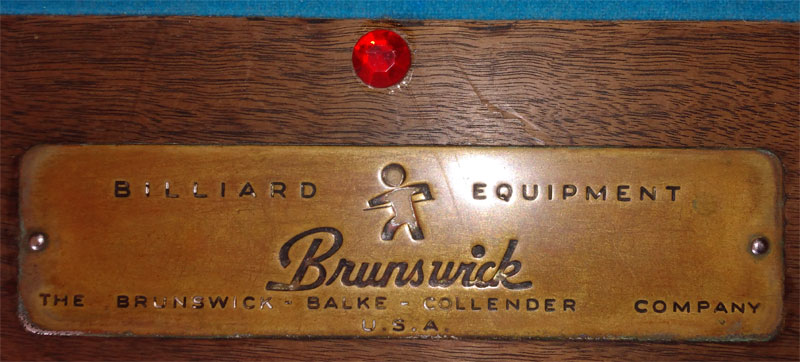 BILLIARD EQUIPMENT
Brunswick
THE BRUNSWICK - BALKE - COLLENDER COMPANY
U.S.A.